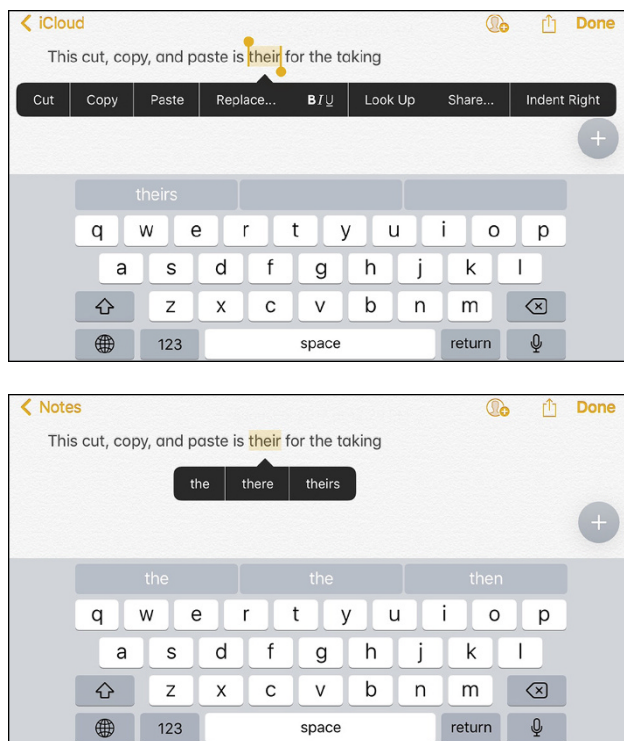 iCloud Done
This cut, copy, and paste is their for the taking
Cut Copy Paste Replace... BIU Look Up Share... Indent Right
+
theirs
q w e r t y u i o p
a s d f g h j k l
z x c v b n m
123 space return
Notes Done
This cut, copy, and paste is their for the taking
the there theirs
+
the the then
q w e r t y u i o p
a s d f g h j k l
z x c v b n m
123 space return